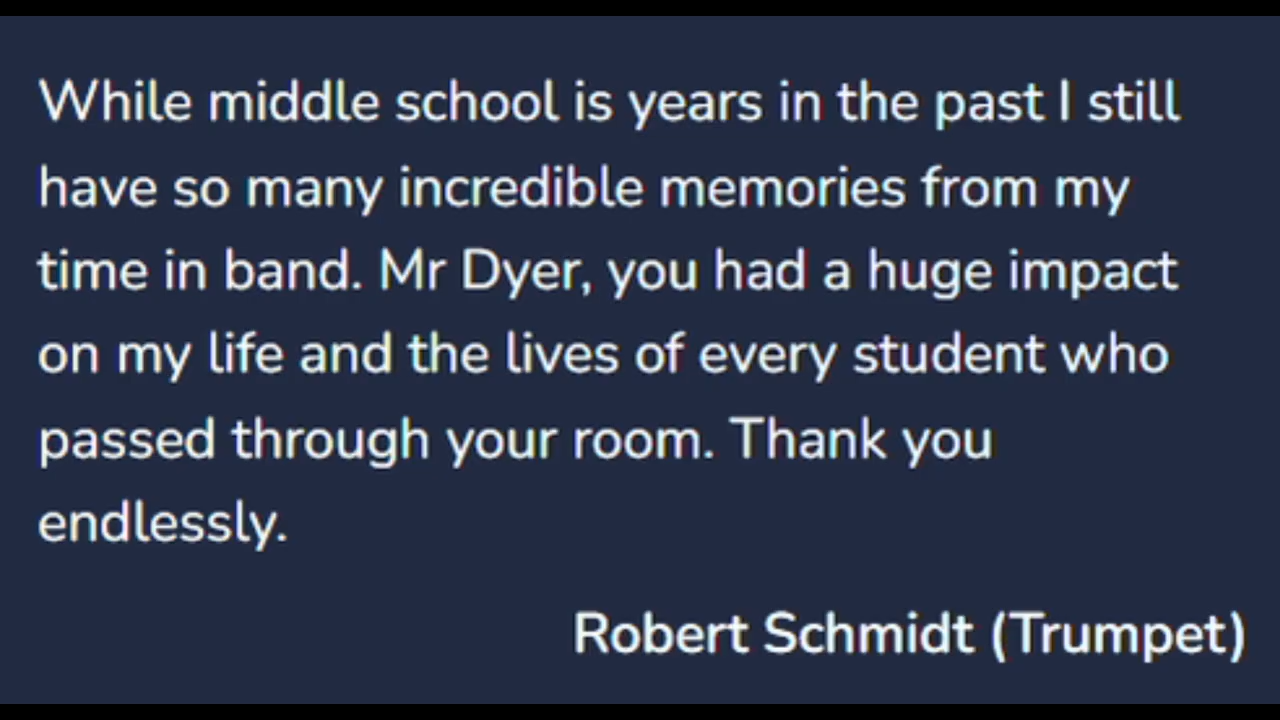 While middle school is years in the past I still
have so many incredible memories from my
time in band. Mr Dyer, you had a huge impact
on my life and the lives of every student who
passed through your room. Thank you
endlessly.
Robert Schmidt (Trumpet)